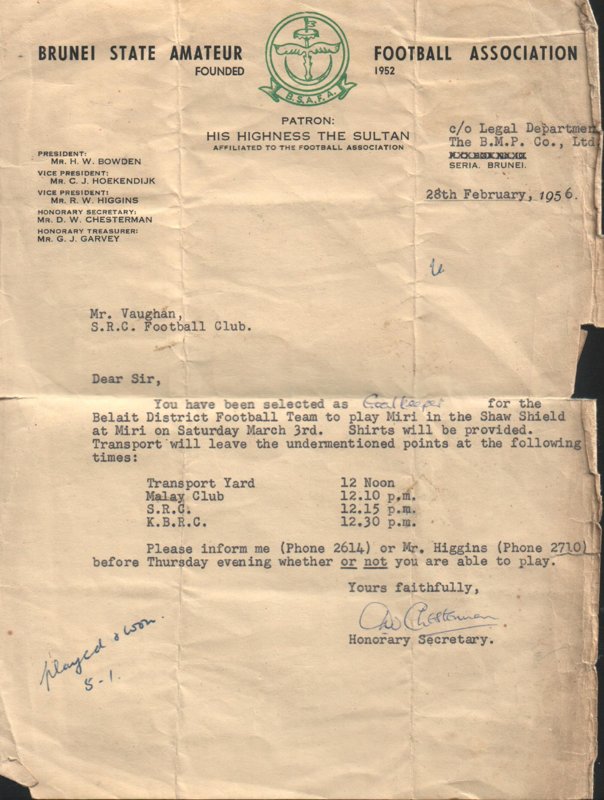 BRUNEI STATE AMATEUR FOOTBALL ASSOCIATION
FOUNDED 1952
B.S.A.F.A.
PATRON:
HIS HIGHNESS THE SULTAN
AFFILIATED TO THE FOOTBALL ASSOCIATION
PRESIDENT:
MR. H. W. BOWDEN
VICE PRESIDENT:
MR. C. J. HOEKENDIJK
VICE PRESIDENT:
MR. R. W. HIGGINS
HONORARY SECRETARY:
MR. D. W. CHESTERMAN
HONORARY TREASURER:
MR. G. J. GARVEY
c/o Legal Departmen
The B.M.P. Co., Ltd
SERIA. BRUNEI.
28th February, 1956.
Mr. Vaughan,
S.R.C. Football Club.
Dear Sir,
You have been selected as Goalkeeper for the
Belait District Football Team to play Miri in the Shaw Shield
at Miri on Saturday March 3rd. Shirts will be provided.
Transport will leave the undermentioned points at the following
times:
Transport Yard 12 Noon
Malay Club 12.10 p.m.
S.R.C. 12.15 p.m.
K.B.R.C. 12.30 p.m.
Please inform me (Phone 2614) or Mr. Higgins (Phone 2710)
before Thursday evening whether or not you are able to play.
Yours faithfully,
DW Chesterman
Honorary Secretary.
played & won.
5-1.